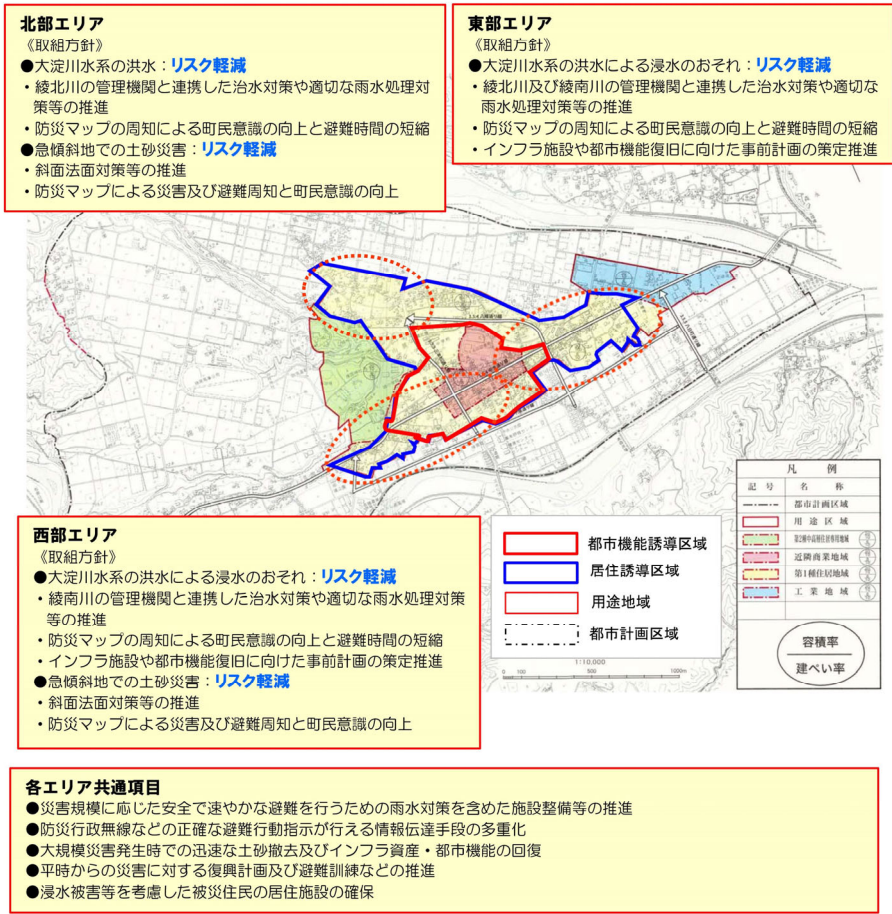 北部エリア
《取組方針》
●大淀川水系の洪水：リスク軽減
・綾北川の管理機関と連携した治水対策や適切な雨水処理対
策等の推進
・防災マップの周知による町民意識の向上と避難時間の短縮
●急傾斜地での土砂災害：リスク軽減
・斜面法面対策等の推進
・防災マップによる災害及び避難周知と町民意識の向上
東部エリア
《取組方針》
●大淀川水系の洪水による浸水のおそれ：リスク軽減
・綾北川及び綾南川の管理機関と連携した治水対策や適切な
雨水処理対策等の推進
・防災マップの周知による町民意識の向上と避難時間の短縮
・インフラ施設や都市機能復旧に向けた事前計画の策定推進
西部エリア
《取組方針》
●大淀川水系の洪水による浸水のおそれ：リスク軽減
・綾南川の管理機関と連携した治水対策や適切な雨水処理対策
等の推進
・防災マップの周知による町民意識の向上と避難時間の短縮
・インフラ施設や都市機能復旧に向けた事前計画の策定推進
●急傾斜地での土砂災害：リスク軽減
・斜面法面対策等の推進
・防災マップによる災害及び避難周知と町民意識の向上
都市機能誘導区域
居住誘導区域
用途地域
都市計画区域
1:10,000
0 100 500 1000m
凡 例
記 号 名 称
都市計画区域
用 途 区 域
第2種中高層住居専用地域
近隣商業地域
第1種住居地域
工 業 地 域
容積率
建ぺい率
各エリア共通項目
●災害規模に応じた安全で速やかな避難を行うための雨水対策を含めた施設整備等の推進
●防災行政無線などの正確な避難行動指示が行える情報伝達手段の多重化
●大規模災害発生時での迅速な土砂撤去及びインフラ資産・都市機能の回復
●平時からの災害に対する復興計画及び避難訓練などの推進
●浸水被害等を考慮した被災住民の居住施設の確保